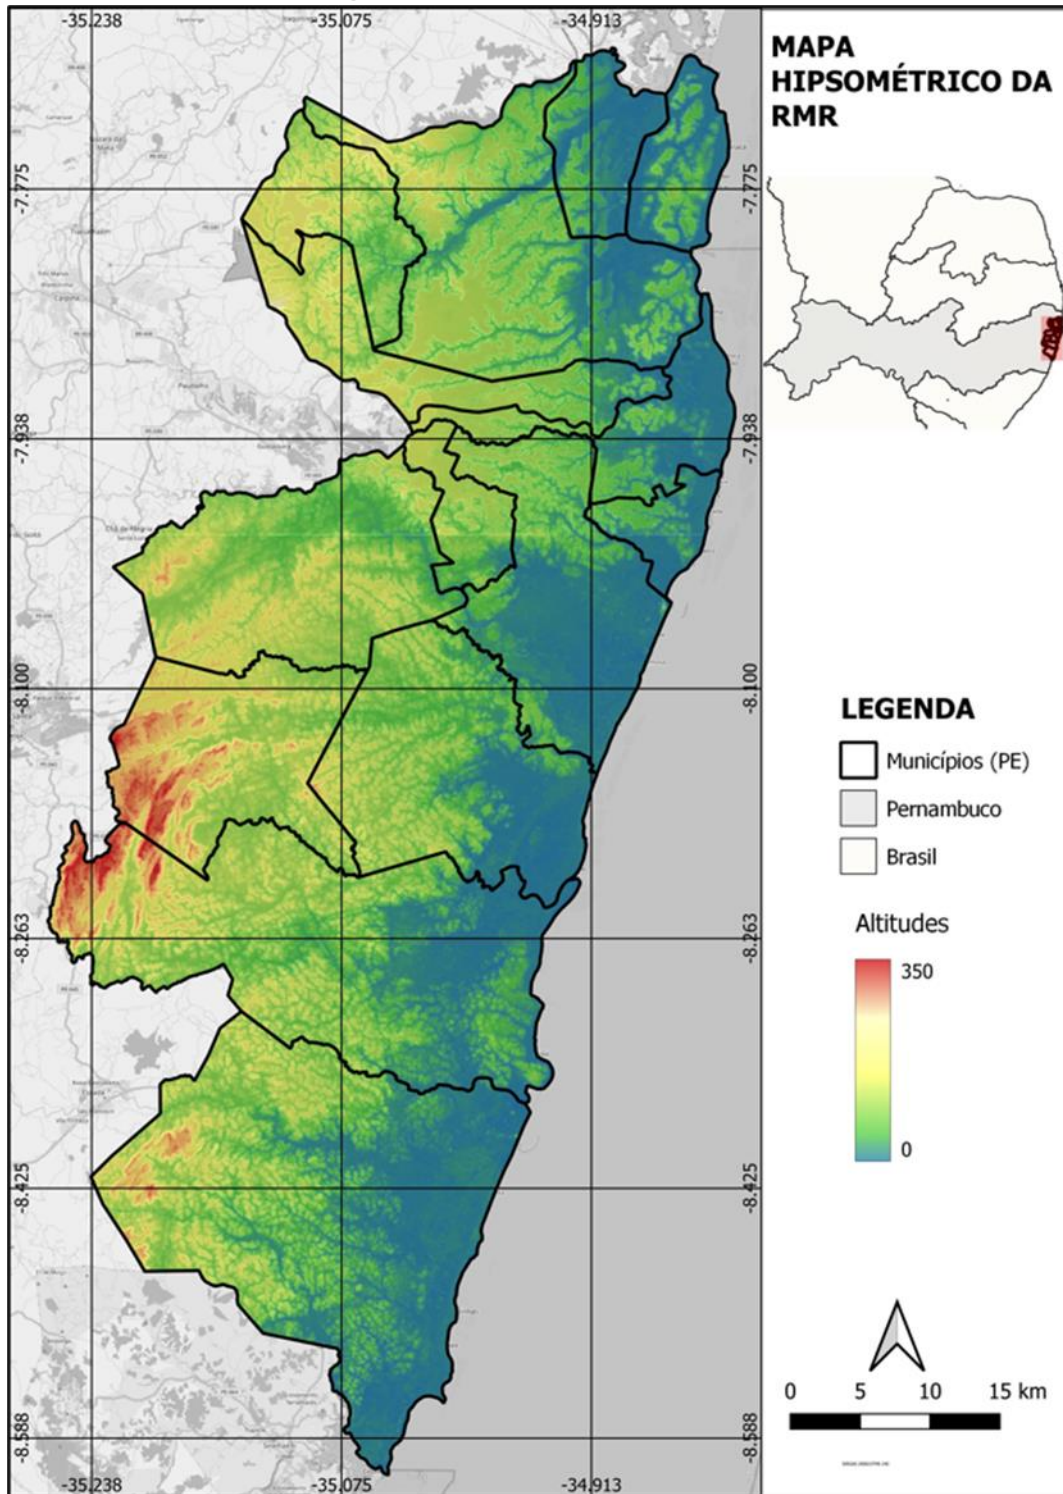 -35.238
-35.075
-34.913
MAPA
HIPSOMÉTRICO DA
RMR
-7.775
-7.775
-7.938
-7.938
-8.100
-8.100
LEGENDA
Municípios (PE)
Pernambuco
Brasil
Altitudes
-8.263
-8.263
350
0
-8.425
-8.425
0
5
10
15 km
-8.588
-8.588
-35.238
-35.075
-34.913